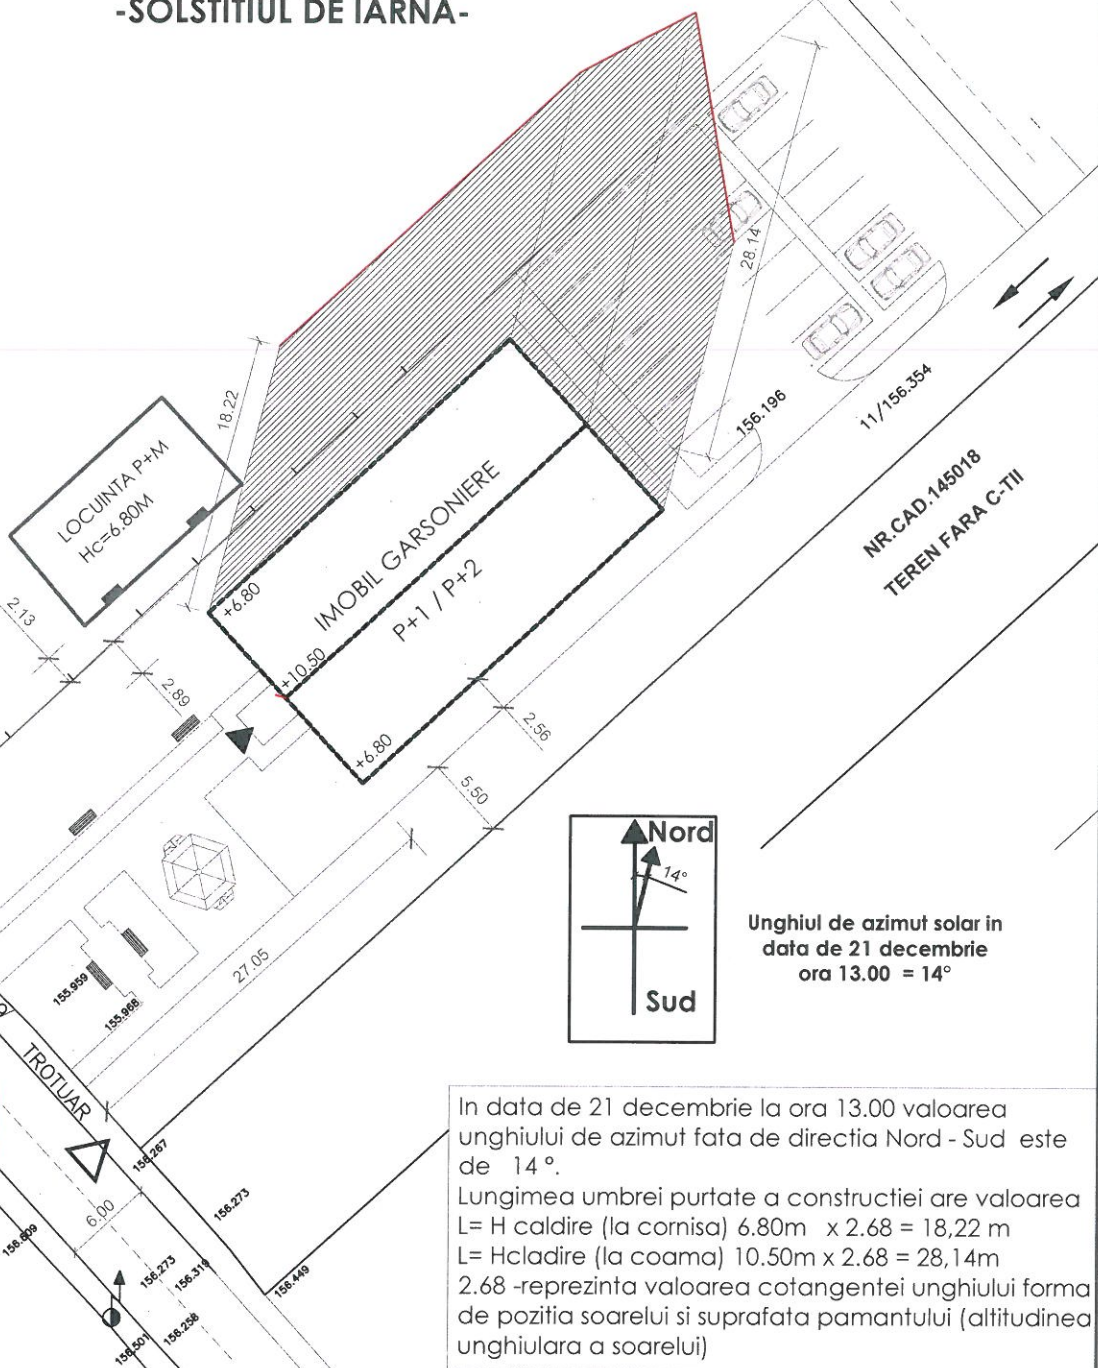 -SOLSTITIUL DE IARNA-
28.14
18.22
156.196
11/156.354
LOCUINTA P+M
HC=6.80M
NR.CAD.145018
TEREN FARA C-TII
IMOBIL GARSONIERE
P+1 / P+2
+6.80
+10.50
+6.80
2.13
2.89
2.56
5.50
Nord
14°
Sud
Unghiul de azimut solar in
data de 21 decembrie
ora 13.00 = 14°
27.05
155.959
155.968
TROTUAR
156.267
6.00
156.273
156.273
156.319
156.449
156.258
156.501
In data de 21 decembrie la ora 13.00 valoarea
unghiului de azimut fata de directia Nord - Sud este
de 14 °.
Lungimea umbrei purtate a constructiei are valoarea
L= H caldire (la cornisa) 6.80m x 2.68 = 18,22 m
L= Hcladire (la coama) 10.50m x 2.68 = 28,14m
2.68 -reprezinta valoarea cotangentei unghiului forma
de pozitia soarelui si suprafata pamantului (altitudinea
unghiulara a soarelui)